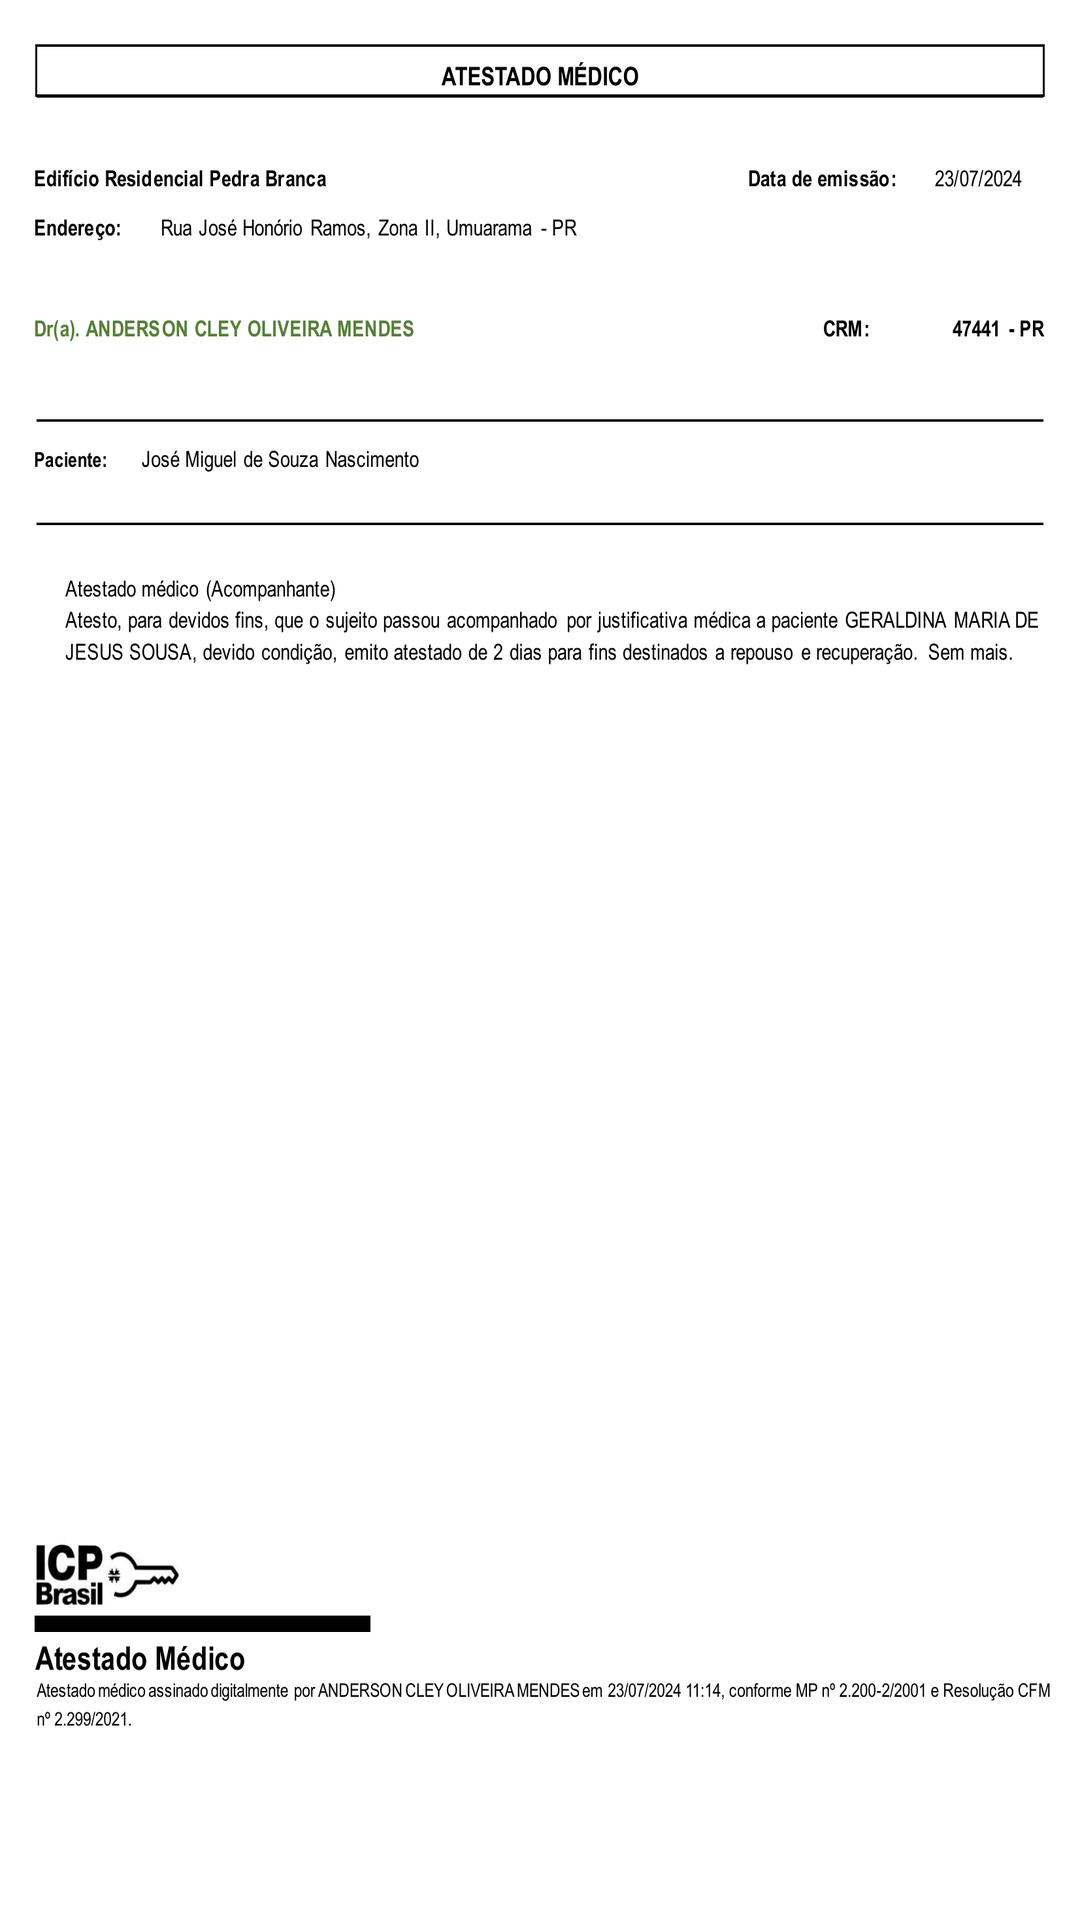 ATESTADO MÉDICO
Edifício Residencial Pedra Branca Data de emissão: 23/07/2024
Endereço: Rua José Honório Ramos, Zona II, Umuarama - PR
Dr(a). ANDERSON CLEY OLIVEIRA MENDES CRM: 47441 - PR
Paciente: José Miguel de Souza Nascimento
Atestado médico (Acompanhante)
Atesto, para devidos fins, que o sujeito passou acompanhado por justificativa médica a paciente GERALDINA MARIA DE
JESUS SOUSA, devido condição, emito atestado de 2 dias para fins destinados a repouso e recuperação. Sem mais.
ICP
Brasil
Atestado Médico
Atestado médico assinado digitalmente por ANDERSON CLEY OLIVEIRA MENDES em 23/07/2024 11:14, conforme MP nº 2.200-2/2001 e Resolução CFM
nº 2.299/2021.